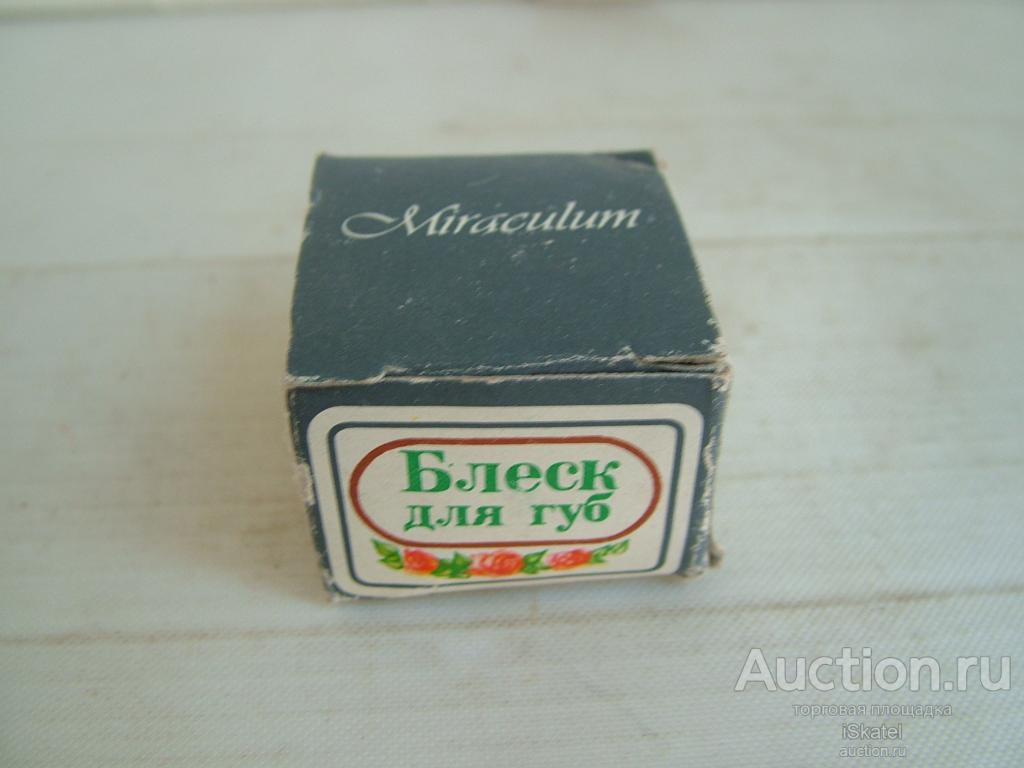 Miraculum
Блеск
для губ
Auction.ru
торговая площадка
iSkatel
auction.ru